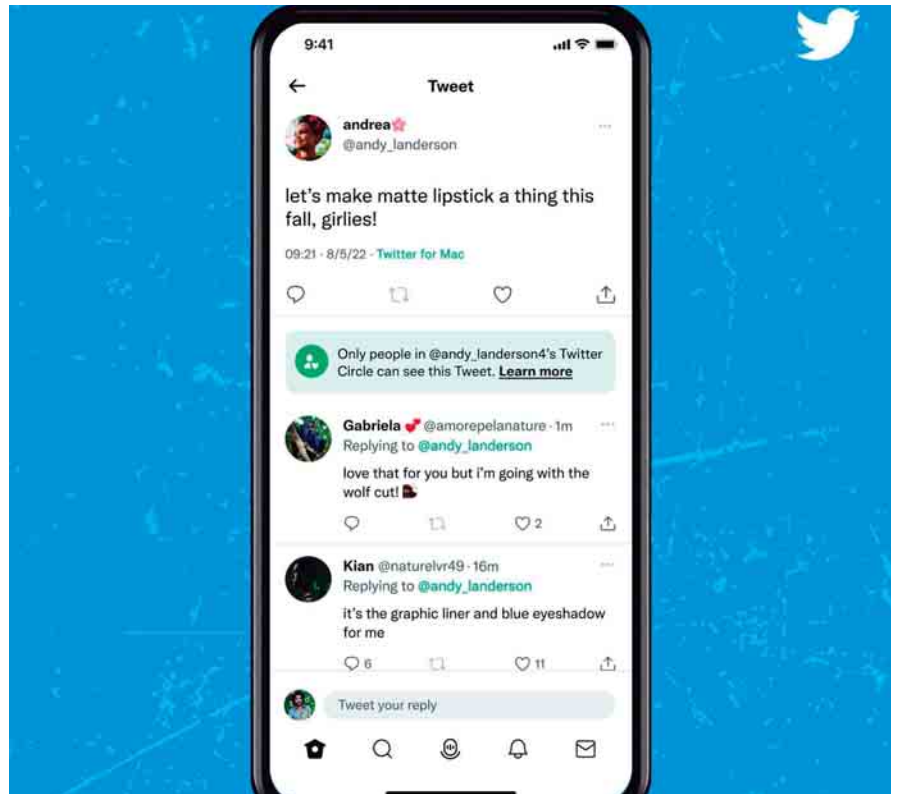 9:41
Tweet
andrea
@andy_landerson
let's make matte lipstick a thing this
fall, girlies!
09:21 · 8/5/22 · Twitter for Mac
Only people in @andy_landerson4's Twitter
Circle can see this Tweet. Learn more
Gabriela @amorepelanature · 1m
Replying to @andy_landerson
love that for you but i'm going with the
wolf cut!
2
Kian @naturelvr49 · 16m
Replying to @andy_landerson
it's the graphic liner and blue eyeshadow
for me
6 11
Tweet your reply